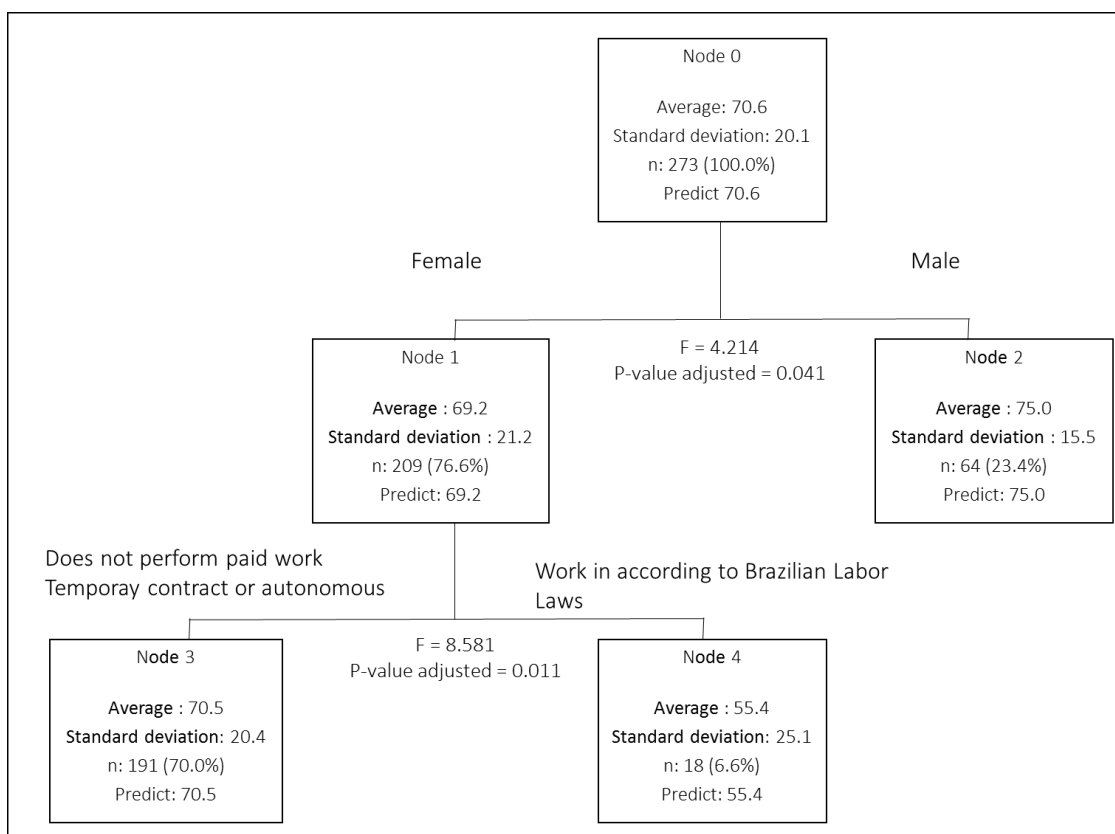 Node 0
Average: 70.6
Standard deviation: 20.1
n: 273 (100.0%)
Predict 70.6
Female
Male
Node 1
Average : 69.2
Standard deviation : 21.2
n: 209 (76.6%)
Predict: 69.2
F = 4.214
P-value adjusted = 0.041
Node 2
Average : 75.0
Standard deviation : 15.5
n: 64 (23.4%)
Predict: 75.0
Does not perform paid work
Temporay contract or autonomous
Work in according to Brazilian Labor
Laws
Node 3
Average : 70.5
Standard deviation: 20.4
n: 191 (70.0%)
Predict: 70.5
F = 8.581
P-value adjusted = 0.011
Node 4
Average : 55.4
Standard deviation: 25.1
n: 18 (6.6%)
Predict: 55.4